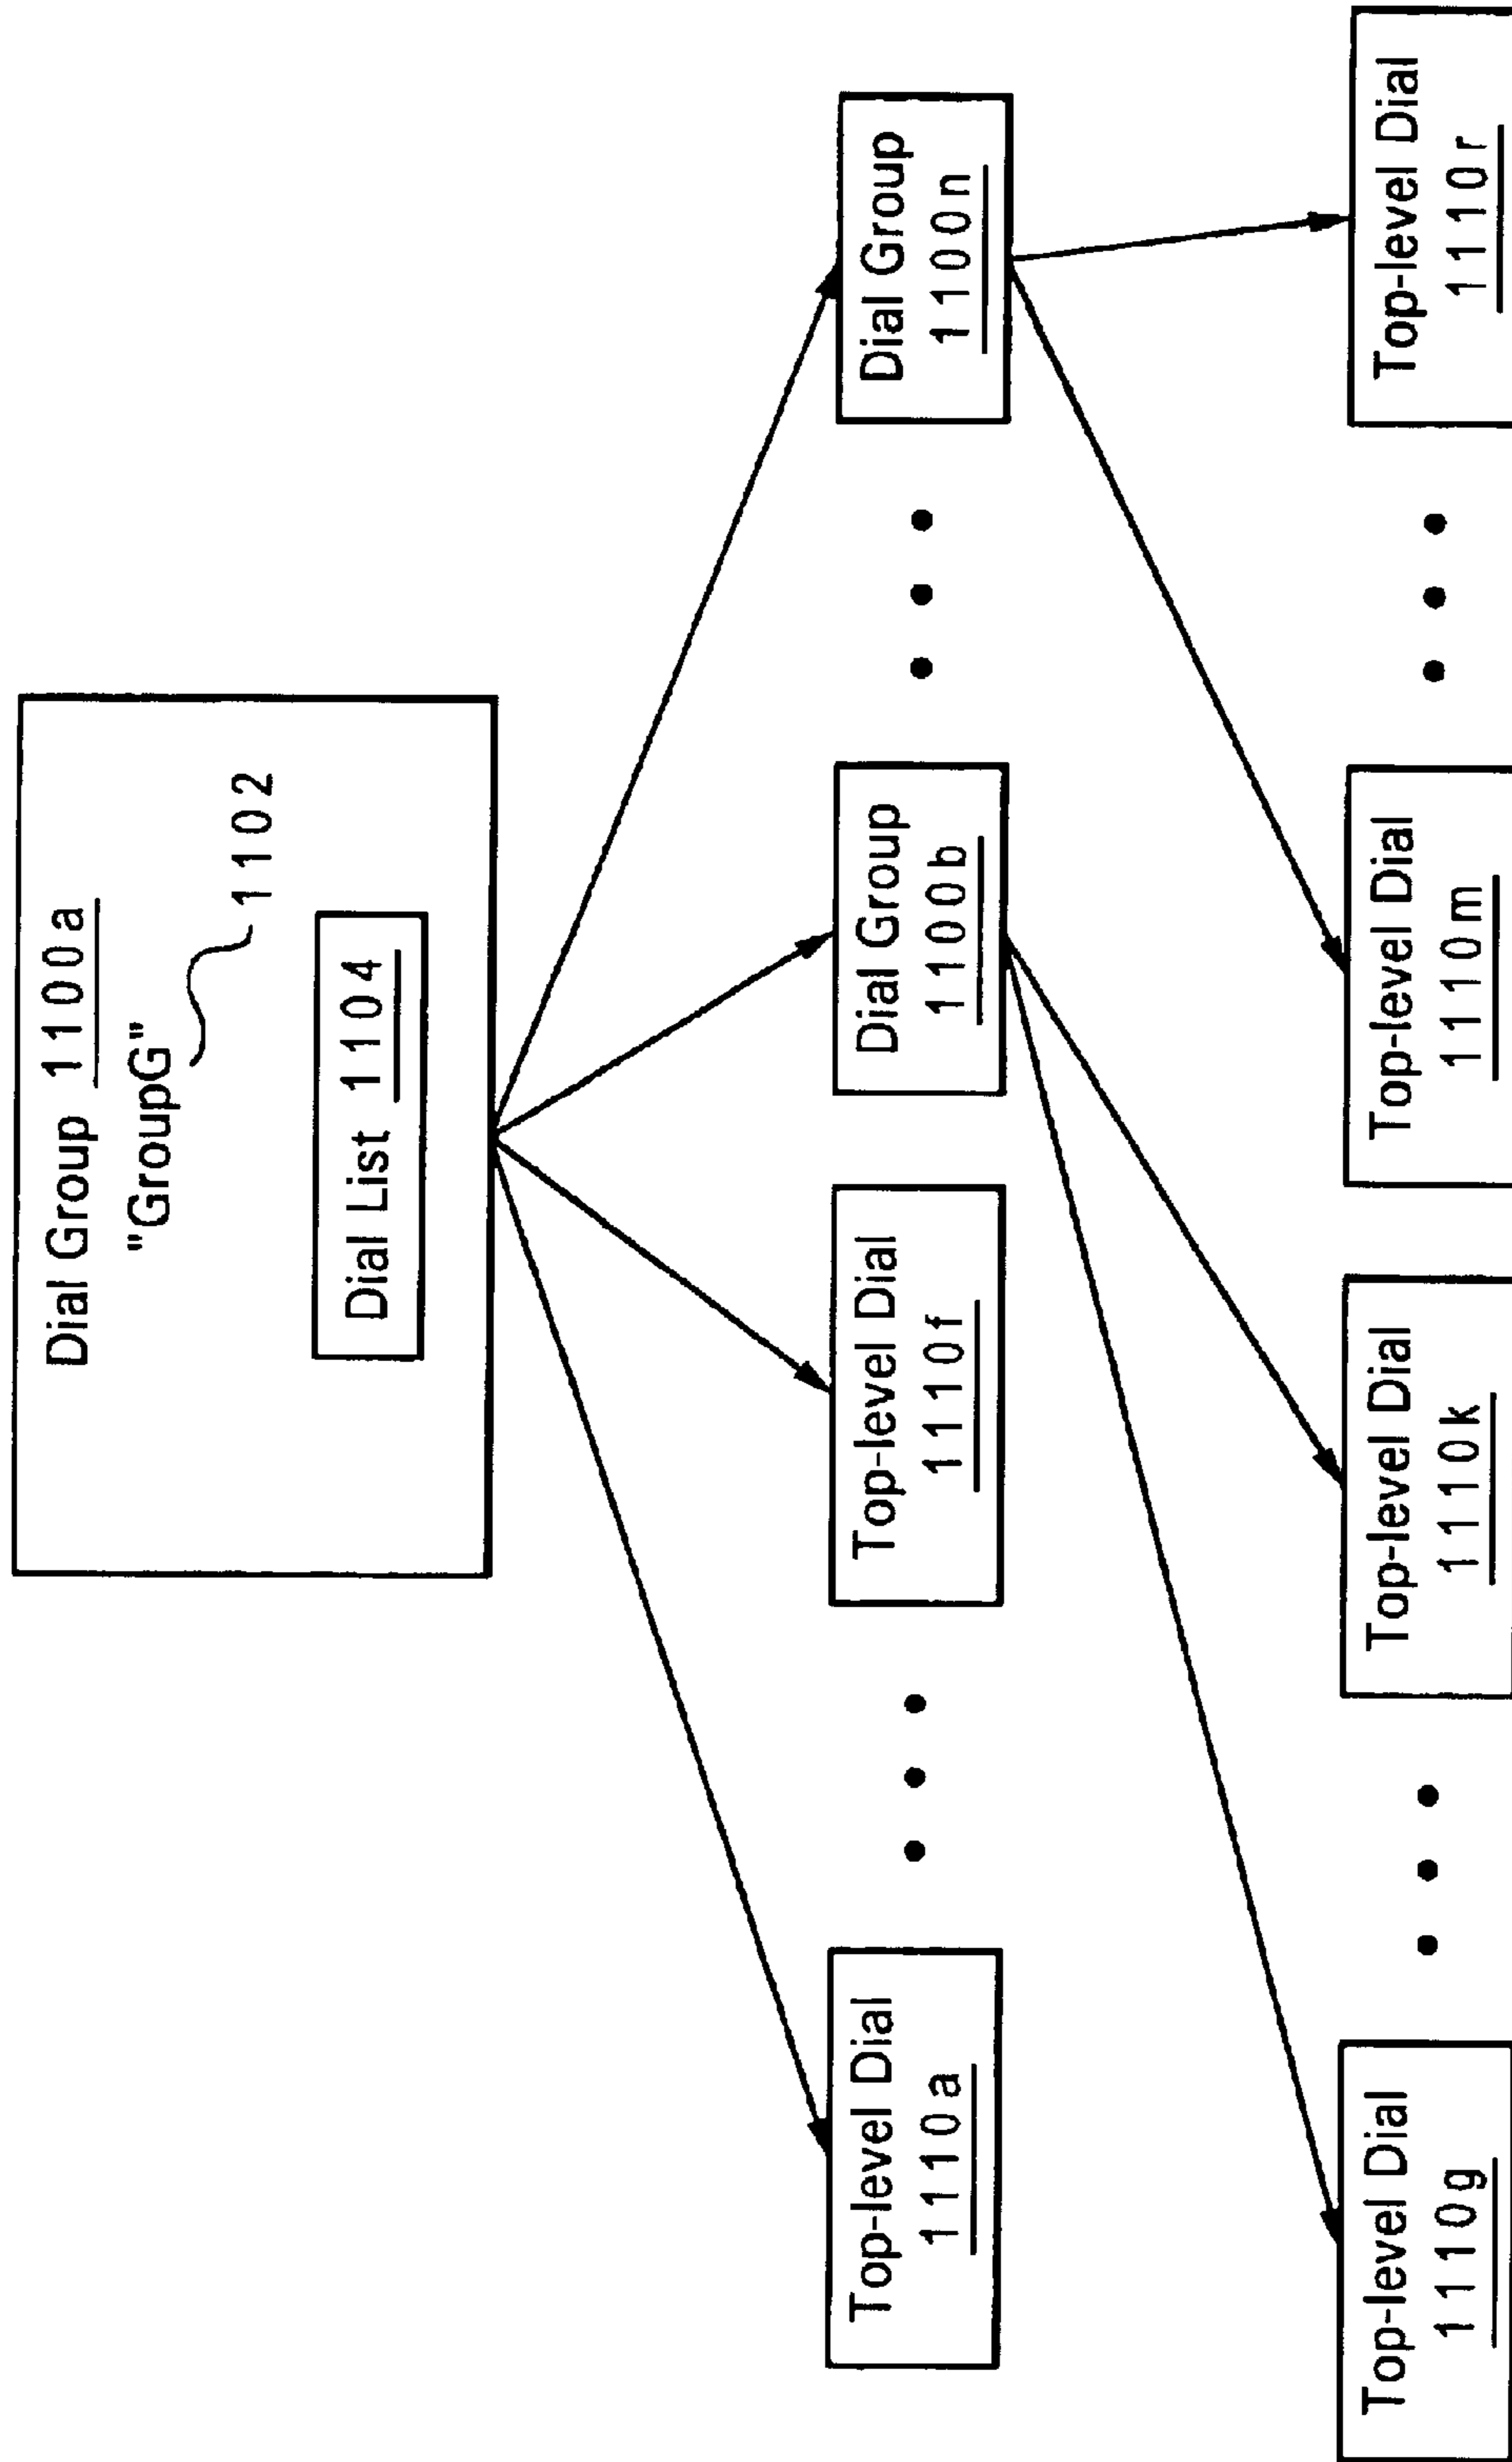 Dial Group 1100a
"GroupG"
1102
Dial List 1104
Top-level Dial
1110a
Top-level Dial
1110f
Dial Group
1100b
Dial Group
1100n
Top-level Dial
1110g
Top-level Dial
1110k
Top-level Dial
1110m
Top-level Dial
1110r